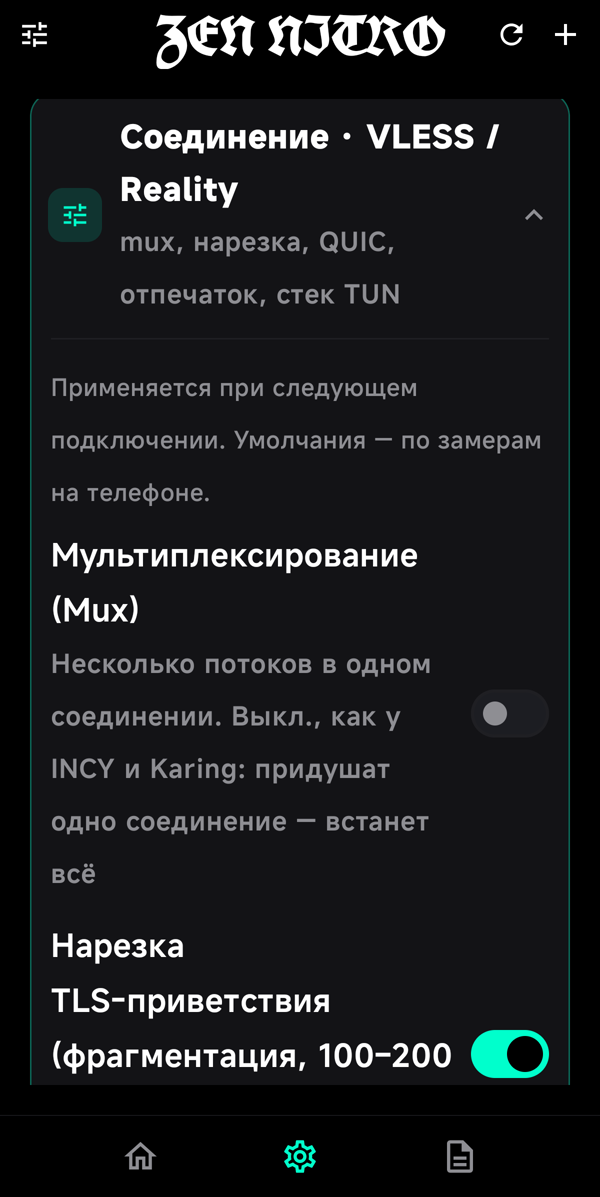 ZEN NITRO
Соединение · VLESS /
Reality
mux, нарезка, QUIC,
отпечаток, стек TUN
Применяется при следующем
подключении. Умолчания — по замерам
на телефоне.
Мультиплексирование
(Mux)
Несколько потоков в одном
соединении. Выкл., как у
INCY и Karing: придушат
одно соединение — встанет
всё
Нарезка
TLS-приветствия
(фрагментация, 100–200